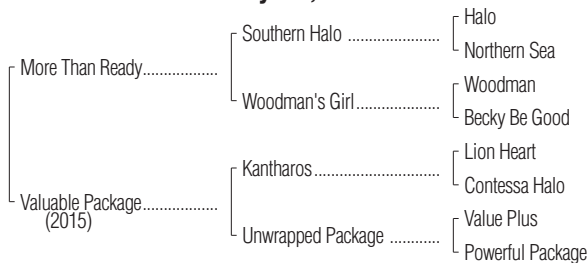 Halo
Southern Halo ..................
Northern Sea
More Than Ready.................
Woodman
Woodman's Girl.................
Becky Be Good
Lion Heart
Kantharos..........................
Contessa Halo
Valuable Package.................
(2015)
Value Plus
Unwrapped Package ............
Powerful Package